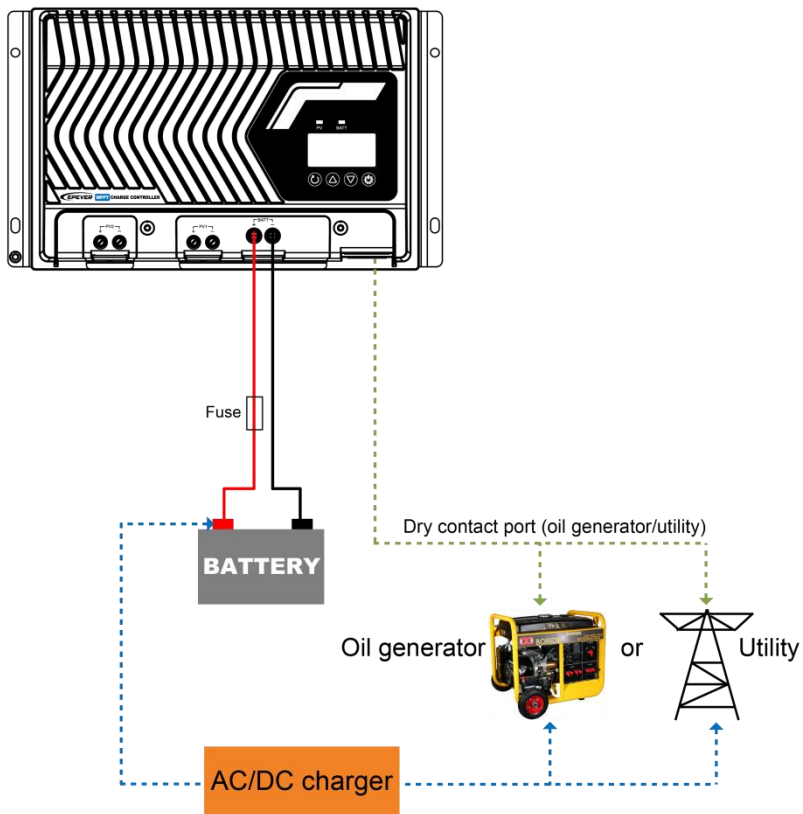 PV BATT
EPEVER MPPT CHARGE CONTROLLER
+ PV2 -
+ PV1 -
+ BATT -
Fuse
BATTERY
Dry contact port (oil generator/utility)
Oil generator
or
Utility
AC/DC charger